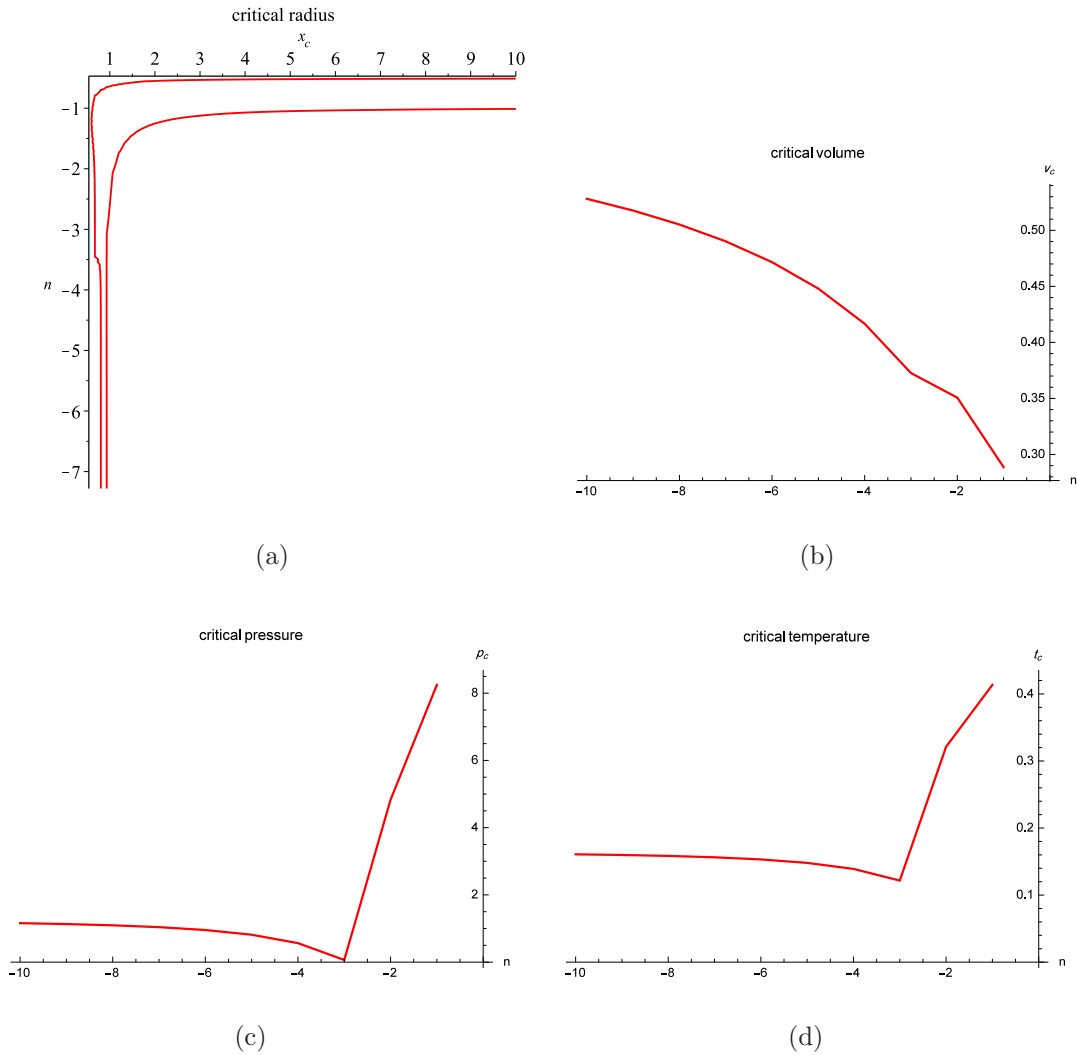 critical radius
x_c
1 2 3 4 5 6 7 8 9 10
−1
−2
−3
n
−4
−5
−6
−7
(a)
critical volume
v_c
0.50
0.45
0.40
0.35
0.30
−10 −8 −6 −4 −2 n
(b)
critical pressure
p_c
8
6
4
2
−10 −8 −6 −4 −2 n
(c)
critical temperature
t_c
0.4
0.3
0.2
0.1
−10 −8 −6 −4 −2 n
(d)